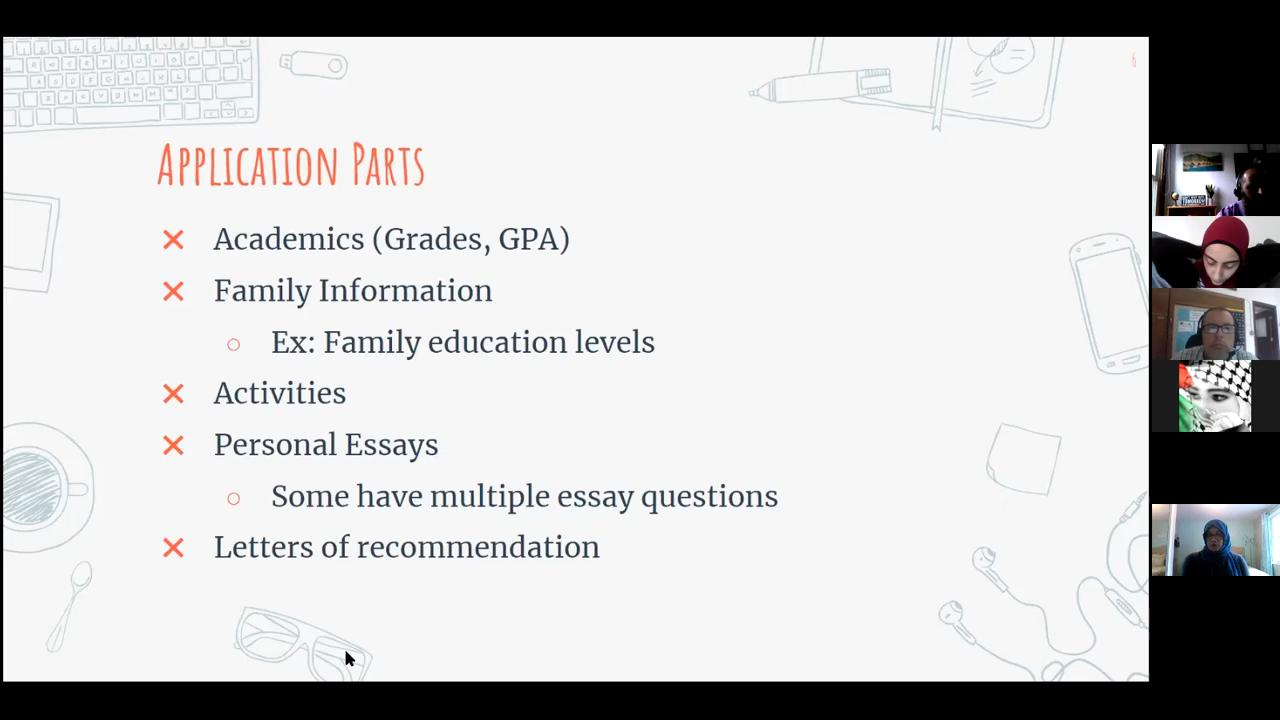 Application Parts
Academics (Grades, GPA)
Family Information
Ex: Family education levels
Activities
Personal Essays
Some have multiple essay questions
Letters of recommendation